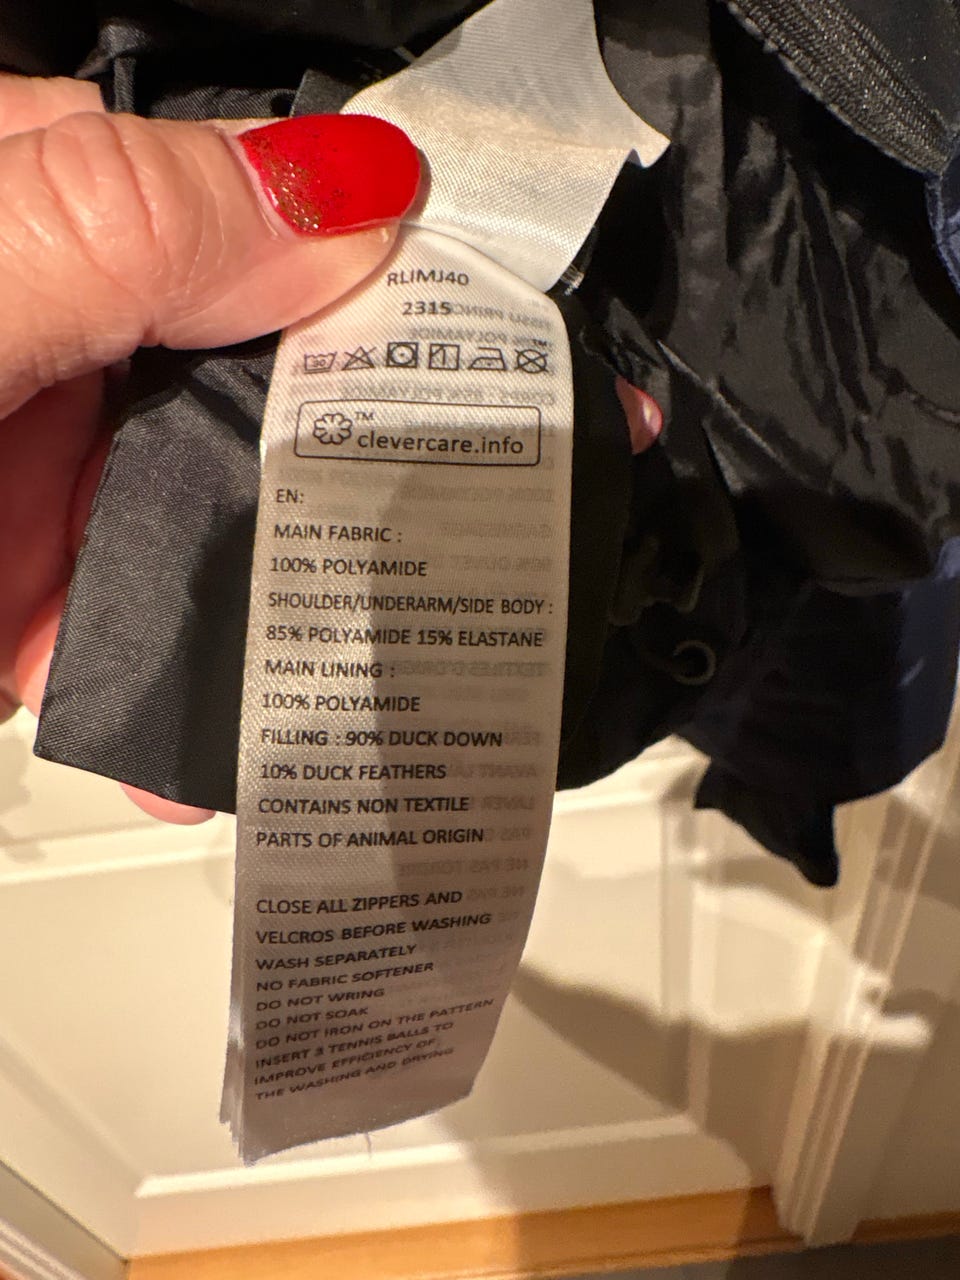 RLIMJ40
2315
30
™
™
clevercare.info
EN:
MAIN FABRIC :
100% POLYAMIDE
SHOULDER/UNDERARM/SIDE BODY :
85% POLYAMIDE 15% ELASTANE
MAIN LINING :
100% POLYAMIDE
FILLING : 90% DUCK DOWN
10% DUCK FEATHERS
CONTAINS NON TEXTILE
PARTS OF ANIMAL ORIGIN
CLOSE ALL ZIPPERS AND
VELCROS BEFORE WASHING
WASH SEPARATELY
NO FABRIC SOFTENER
DO NOT WRING
DO NOT SOAK
DO NOT IRON ON THE PATTERN
INSERT 3 TENNIS BALLS TO
IMPROVE EFFICIENCY OF
THE WASHING AND DRYING